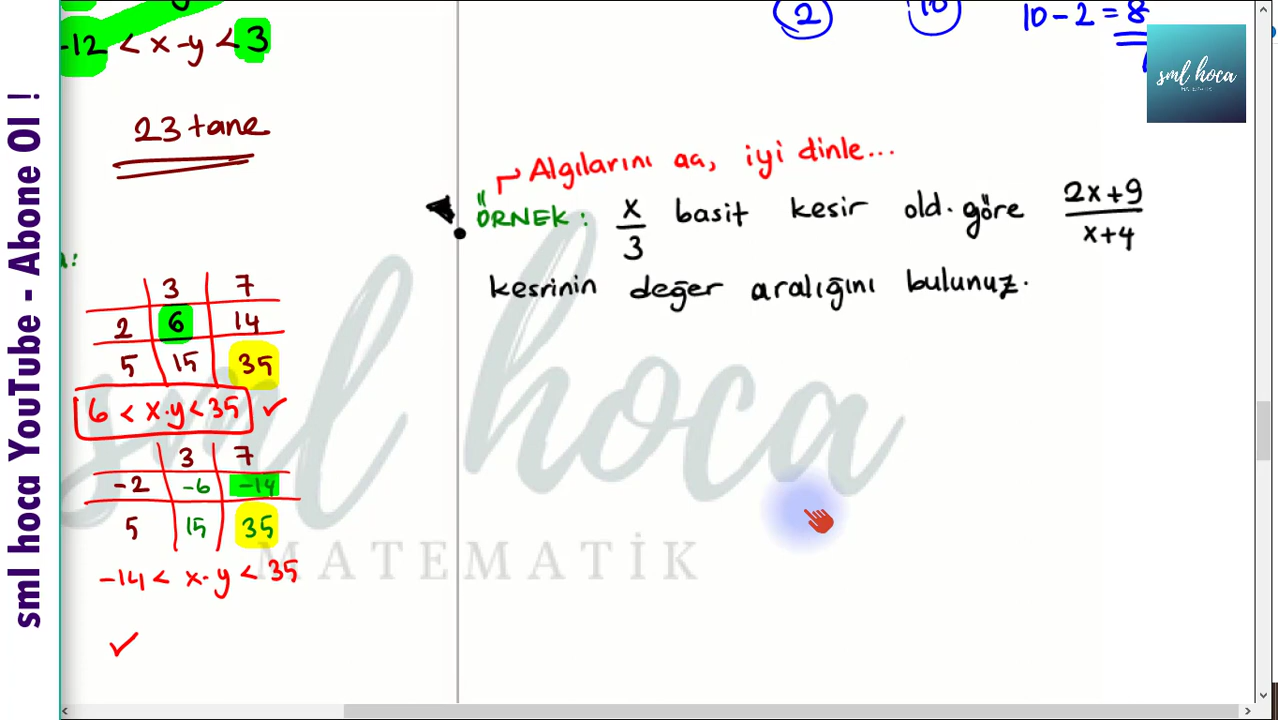 sml hoca YouTube - Abone Ol !
-12 < x-y < 3
23 tane
3 7
2 6 14
5 15 35
6 < x.y < 35 ✓
3 7
-2 -6 -14
5 15 35
-14 < x.y < 35
✓
2 10 10-2=8
sml hoca
Algılarını aç, iyi dinle...
ÖRNEK: x/3 basit kesir old. göre 2x+9/x+4
kesrinin değer aralığını bulunuz.
sml hoca
MATEMATİK